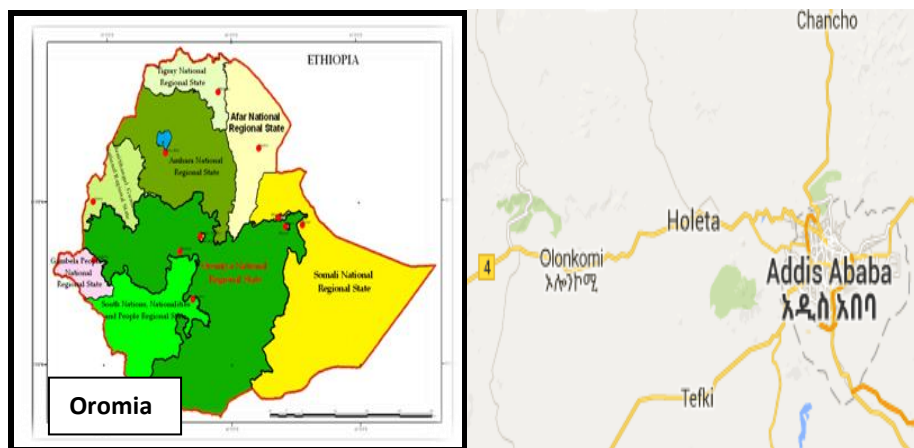 ETHIOPIA
Tigray National
Regional State
Afar National
Regional State
Amhara National
Regional State
National
Regional State
Somali National
Regional State
Gambela Peoples
National
Regional State
South Nations, Nationalities
and People Regional State
Oromia
Chancho
Holeta
4
Olonkomi
ኦሎንኮሚ
Addis Ababa
አዲስ አበባ
Tefki